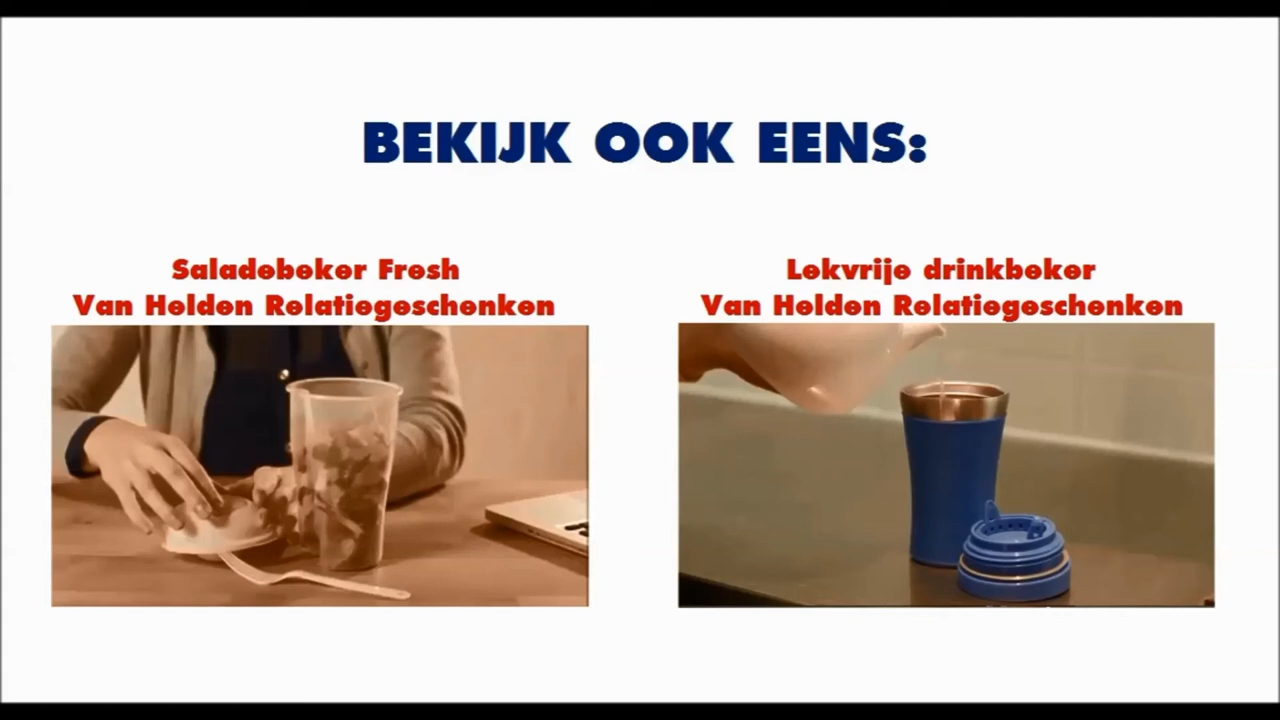 BEKIJK OOK EENS:
Saladebeker Fresh
Van Helden Relatiegeschenken
Lekvrije drinkbeker
Van Helden Relatiegeschenken